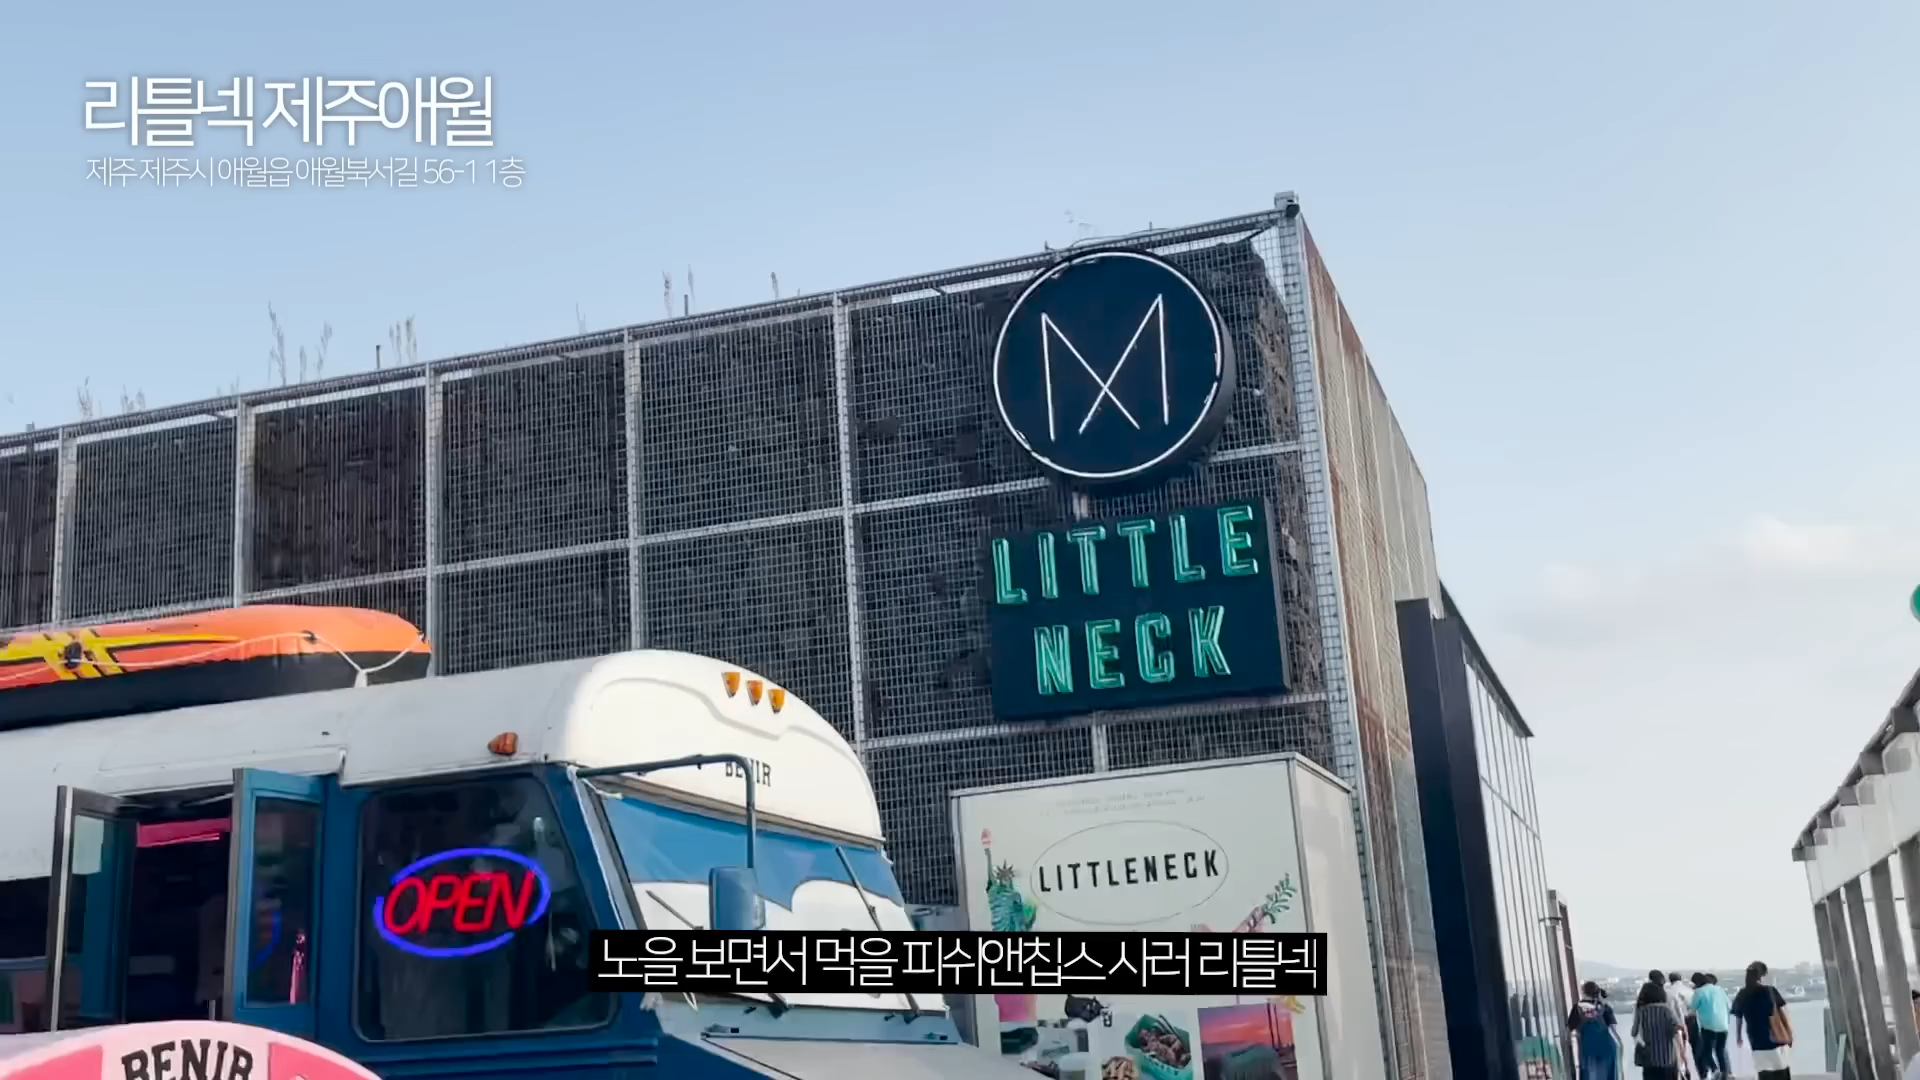 리틀넥 제주애월
제주 제주시 애월읍 애월북서길 56-1 1층
LITTLE
NECK
BENIR
LITTLENECK
OPEN
노을 보면서 먹을 피쉬앤칩스 사러 리틀넥
BENIR